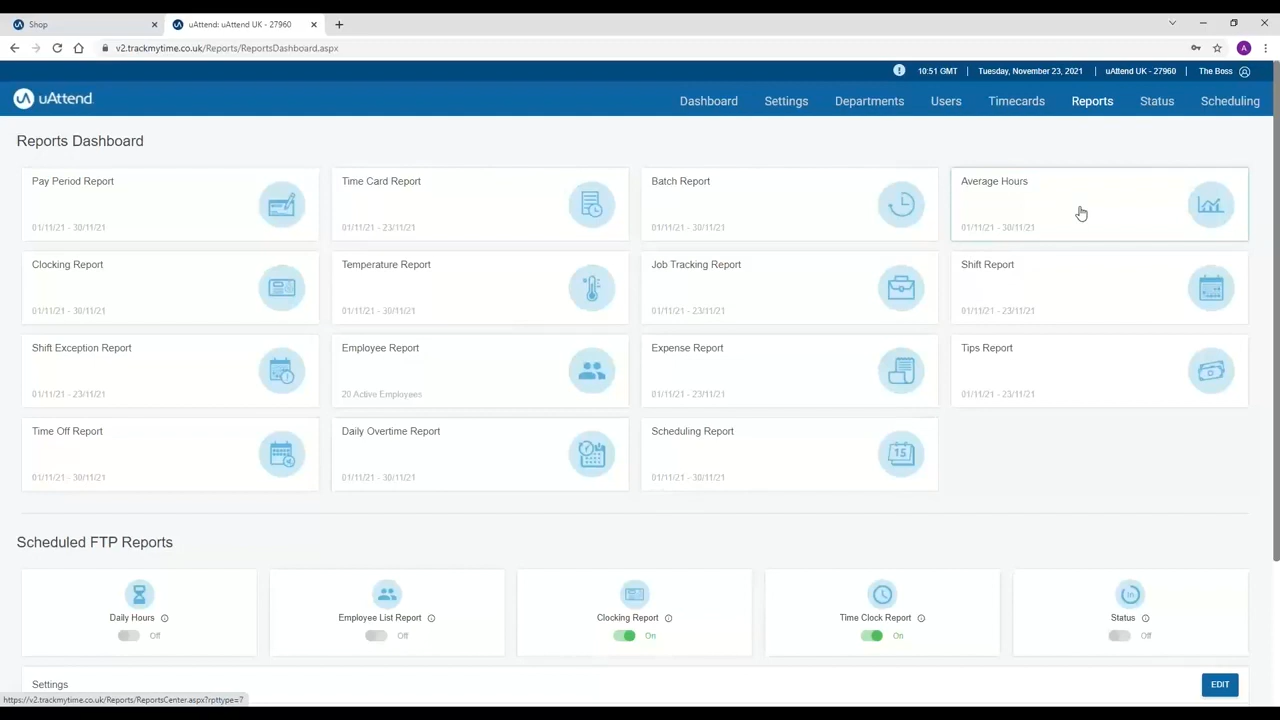 Shop
uAttend: uAttend UK - 27960
v2.trackmytime.co.uk/Reports/ReportsDashboard.aspx
A
10:51 GMT | Tuesday, November 23, 2021 | uAttend UK - 27960 | The Boss
uAttend
Dashboard Settings Departments Users Timecards Reports Status Scheduling
Reports Dashboard
Pay Period Report
01/11/21 - 30/11/21
Time Card Report
01/11/21 - 23/11/21
Batch Report
01/11/21 - 30/11/21
Average Hours
01/11/21 - 30/11/21
Clocking Report
01/11/21 - 30/11/21
Temperature Report
01/11/21 - 30/11/21
Job Tracking Report
01/11/21 - 23/11/21
Shift Report
01/11/21 - 23/11/21
Shift Exception Report
01/11/21 - 23/11/21
Employee Report
20 Active Employees
Expense Report
01/11/21 - 23/11/21
Tips Report
01/11/21 - 23/11/21
Time Off Report
01/11/21 - 30/11/21
Daily Overtime Report
01/11/21 - 30/11/21
Scheduling Report
15
01/11/21 - 30/11/21
Scheduled FTP Reports
Daily Hours
Off
Employee List Report
Off
Clocking Report
On
Time Clock Report
On
in
Status
Off
Settings
EDIT
https://v2.trackmytime.co.uk/Reports/ReportsCenter.aspx?rpttype=7